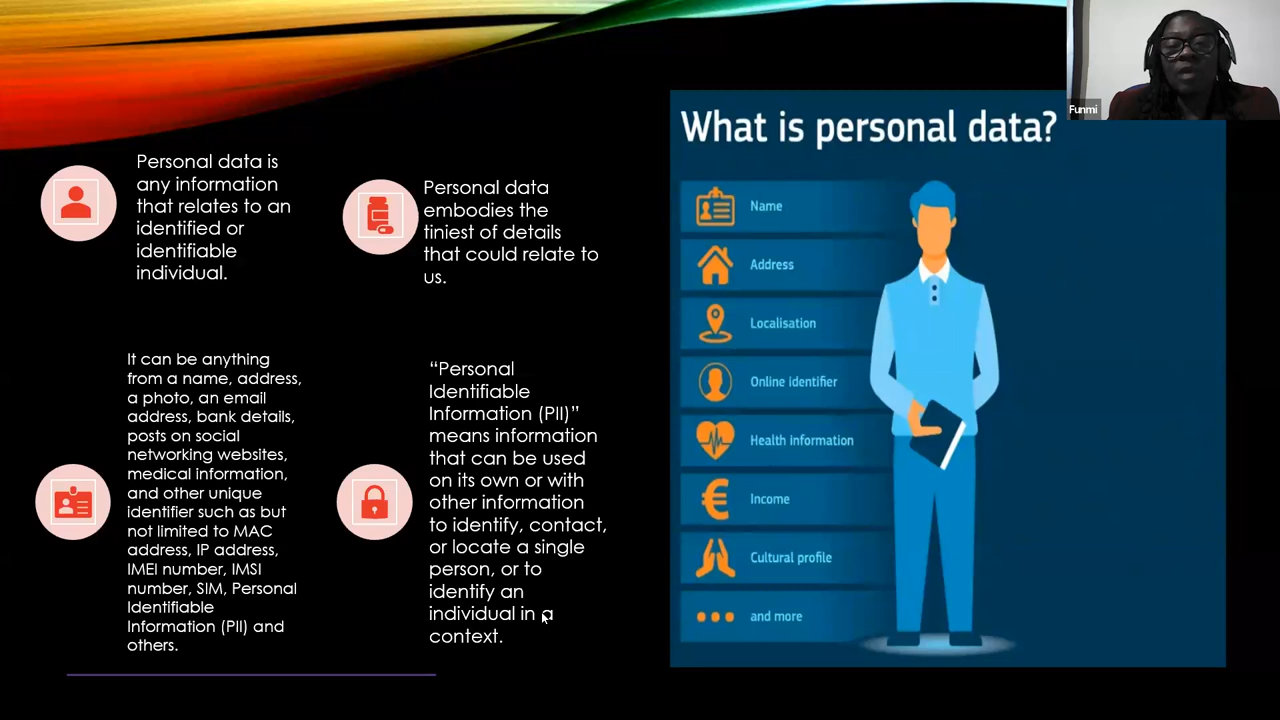 Personal data is
any information
that relates to an
identified or
identifiable
individual.
Personal data
embodies the
tiniest of details
that could relate to
us.
It can be anything
from a name, address,
a photo, an email
address, bank details,
posts on social
networking websites,
medical information,
and other unique
identifier such as but
not limited to MAC
address, IP address,
IMEI number, IMSI
number, SIM, Personal
Identifiable
Information (PII) and
others.
“Personal
Identifiable
Information (PII)”
means information
that can be used
on its own or with
other information
to identify, contact,
or locate a single
person, or to
identify an
individual in a
context.
What is personal data?
Name
Address
Localisation
Online identifier
Health information
Income
Cultural profile
and more
Funmi